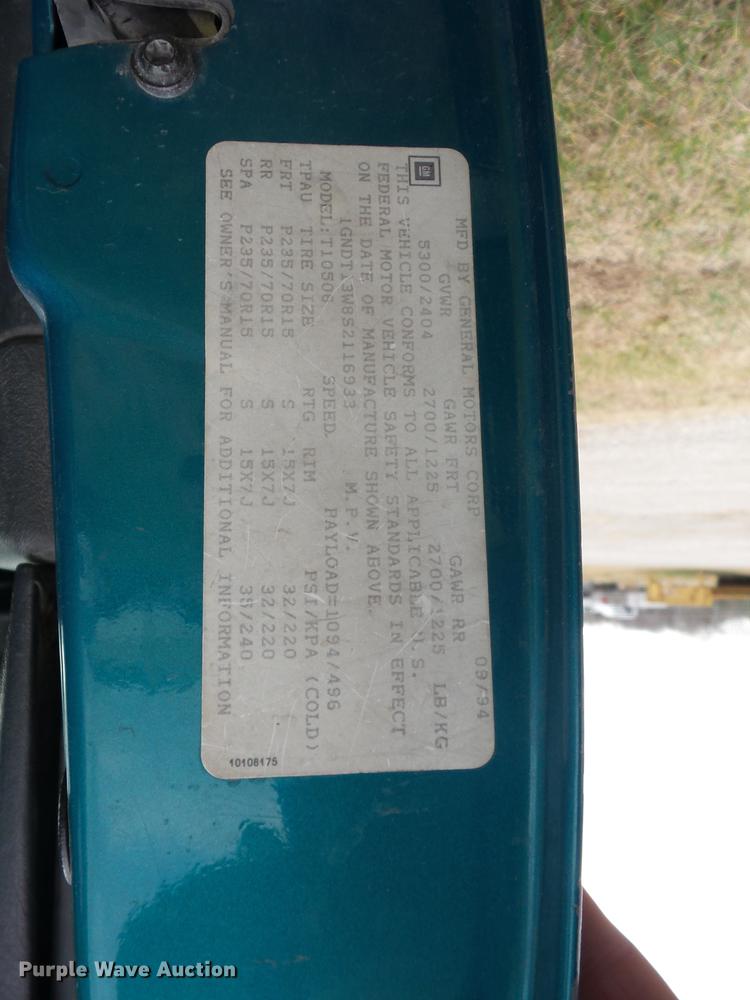 MFD BY GENERAL MOTORS CORP 09/94
GVWR GAWR FRT GAWR RR
5300/2404 2700/1225 2700/1225 LB/KG
GM
THIS VEHICLE CONFORMS TO ALL APPLICABLE U.S.
FEDERAL MOTOR VEHICLE SAFETY STANDARDS IN EFFECT
ON THE DATE OF MANUFACTURE SHOWN ABOVE.
1GNDT13W8S2116933 M.P.V.
MODEL:T10506 PAYLOAD=1094/496
TPAU TIRE SIZE SPEED RTG RIM PSI/KPA (COLD)
FRT P235/70R15 S 15X7J 32/220
RR P235/70R15 S 15X7J 32/220
SPA P235/70R15 S 15X7J 35/240
SEE OWNER'S MANUAL FOR ADDITIONAL INFORMATION
10108175
Purple Wave Auction